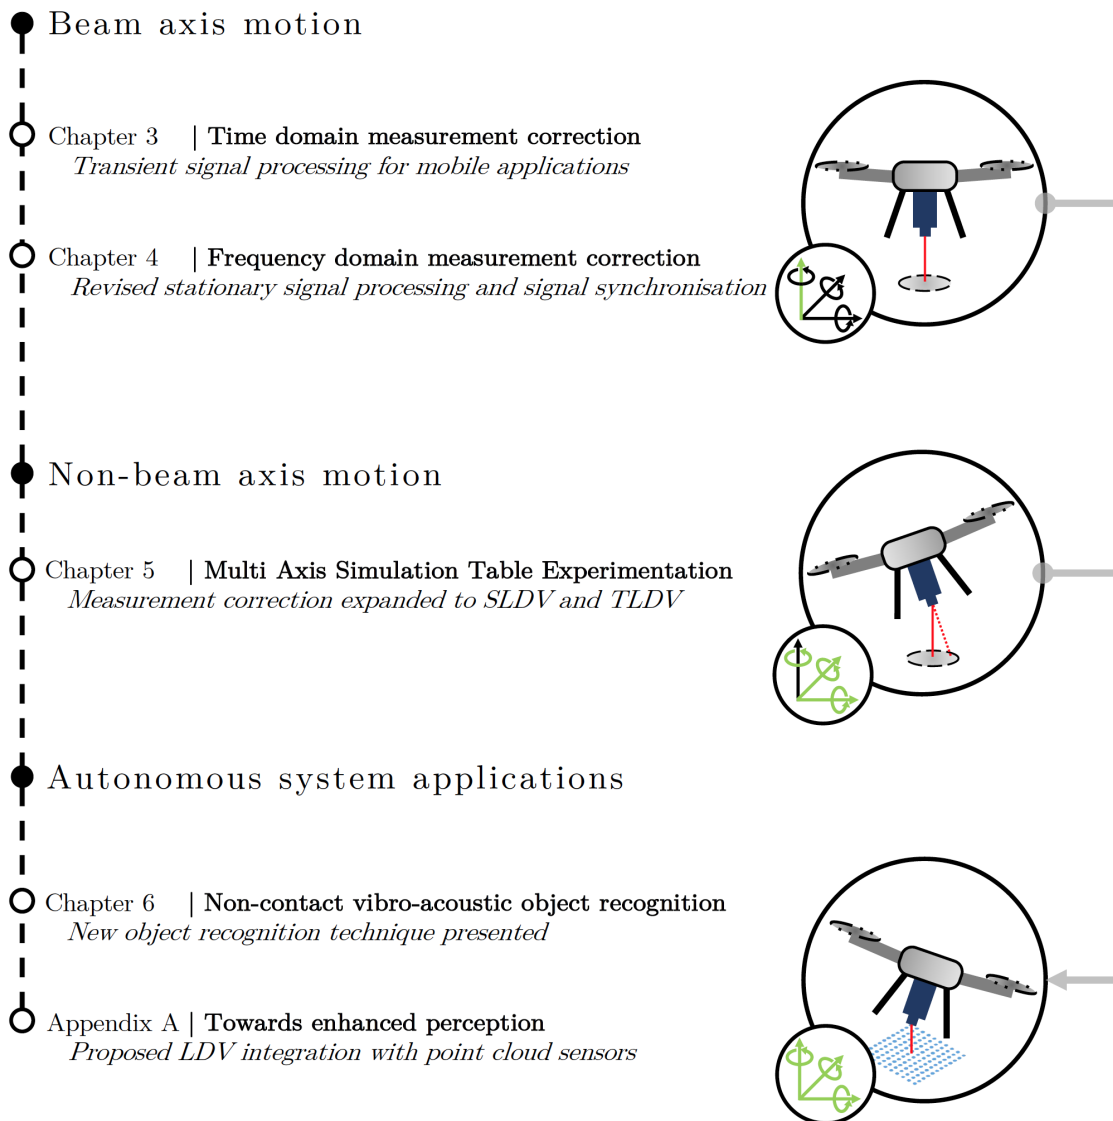 Beam axis motion
Chapter 3 | Time domain measurement correction
Transient signal processing for mobile applications
Chapter 4 | Frequency domain measurement correction
Revised stationary signal processing and signal synchronisation
Non-beam axis motion
Chapter 5 | Multi Axis Simulation Table Experimentation
Measurement correction expanded to SLDV and TLDV
Autonomous system applications
Chapter 6 | Non-contact vibro-acoustic object recognition
New object recognition technique presented
Appendix A | Towards enhanced perception
Proposed LDV integration with point cloud sensors